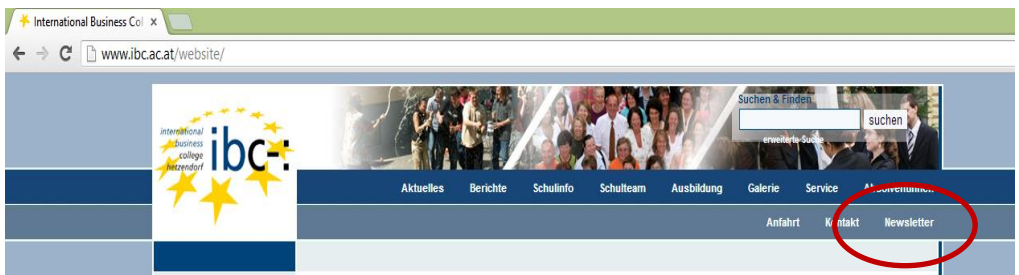 International Business Col
www.ibc.ac.at/website/
international
business
college
hetzendorf
ibc-:
Suchen & Finden
suchen
erweiterte Suche
Aktuelles Berichte Schulinfo Schulteam Ausbildung Galerie Service AbsolventInnen
Anfahrt Kontakt Newsletter